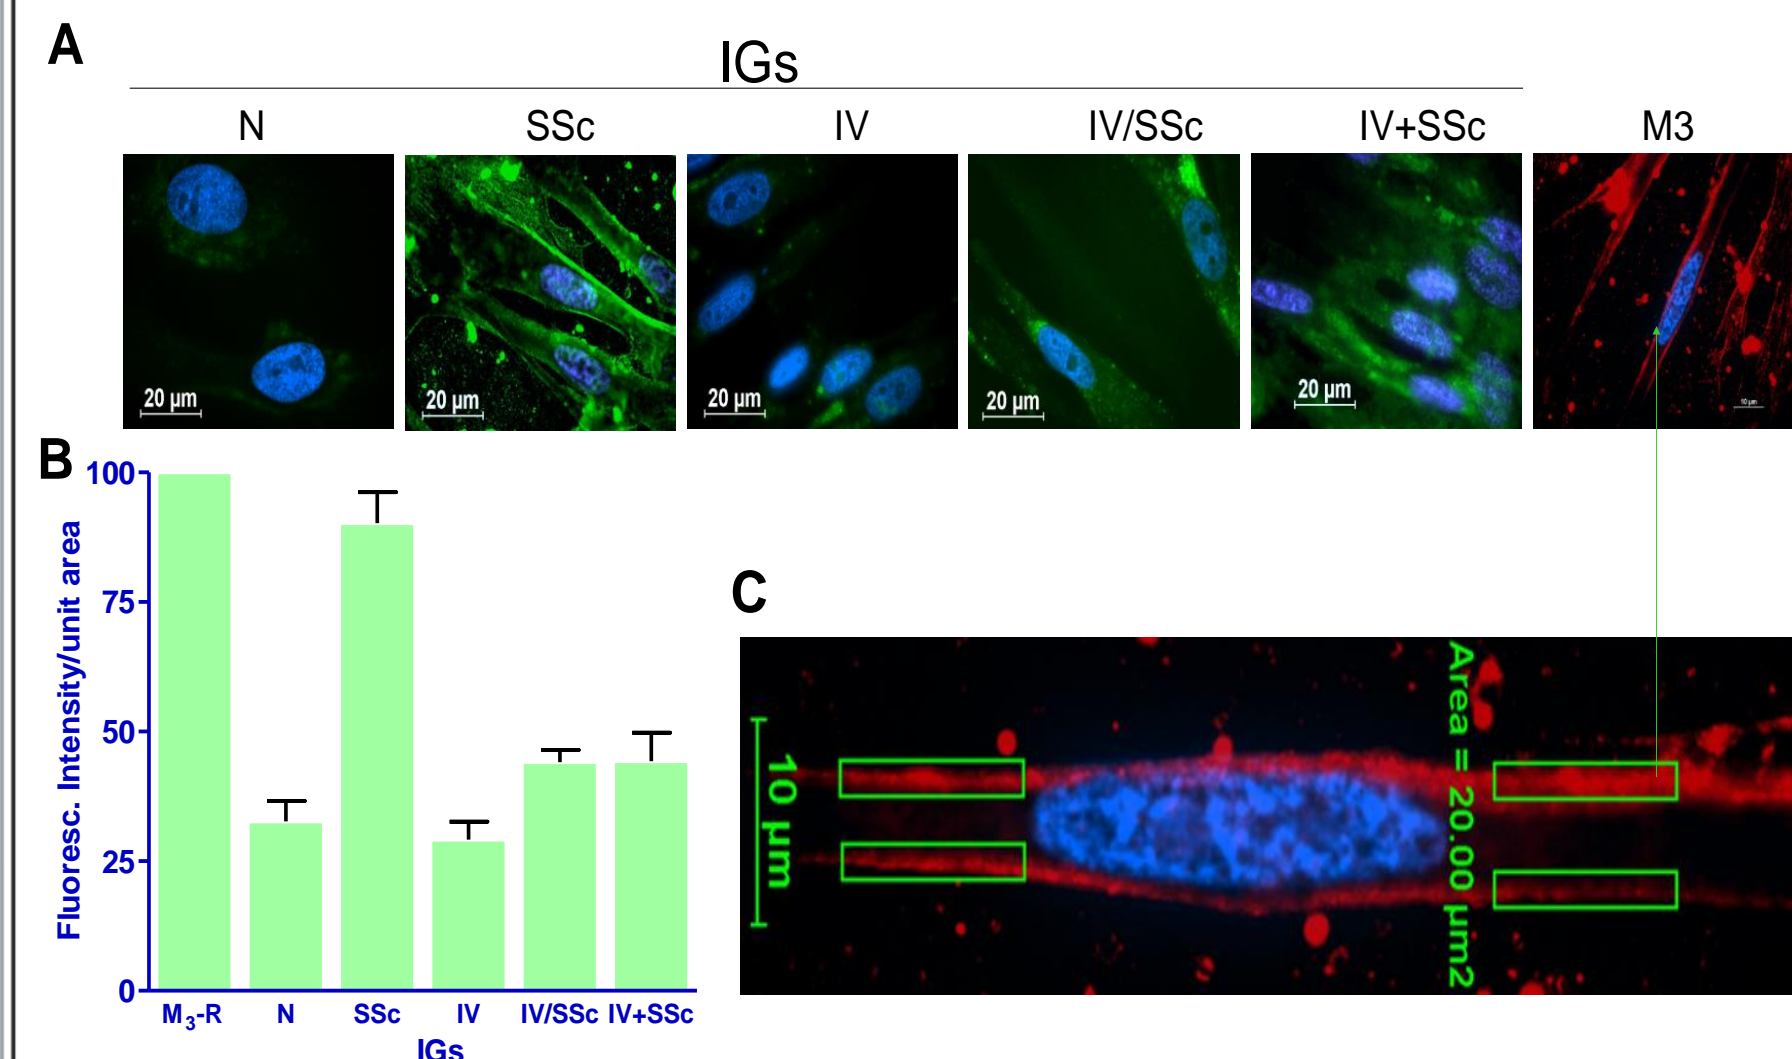 A
IGs
N SSc IV IV/SSc IV+SSc M3
20 µm 20 µm 20 µm 20 µm 20 µm 10 µm
B
100
75
50
25
0
Fluoresc. Intensity/unit area
M3-R N SSc IV IV/SSc IV+SSc
IGs
C
10 µm
Area = 20.00 µm2